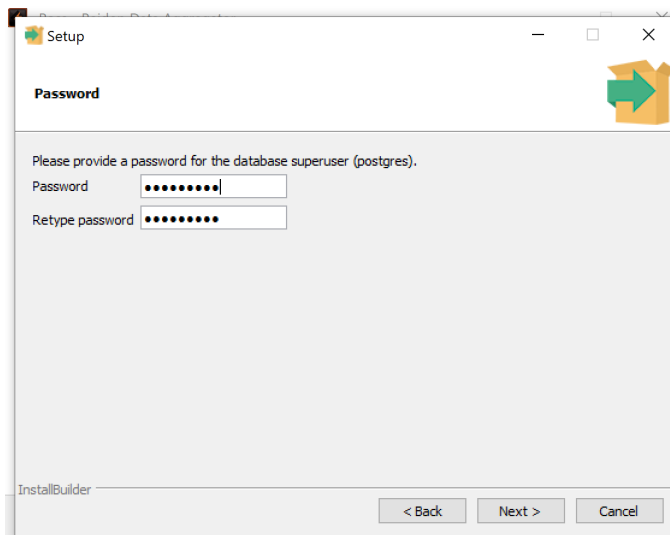 Setup
Password
Please provide a password for the database superuser (postgres).
Password
Retype password
InstallBuilder
< Back
Next >
Cancel